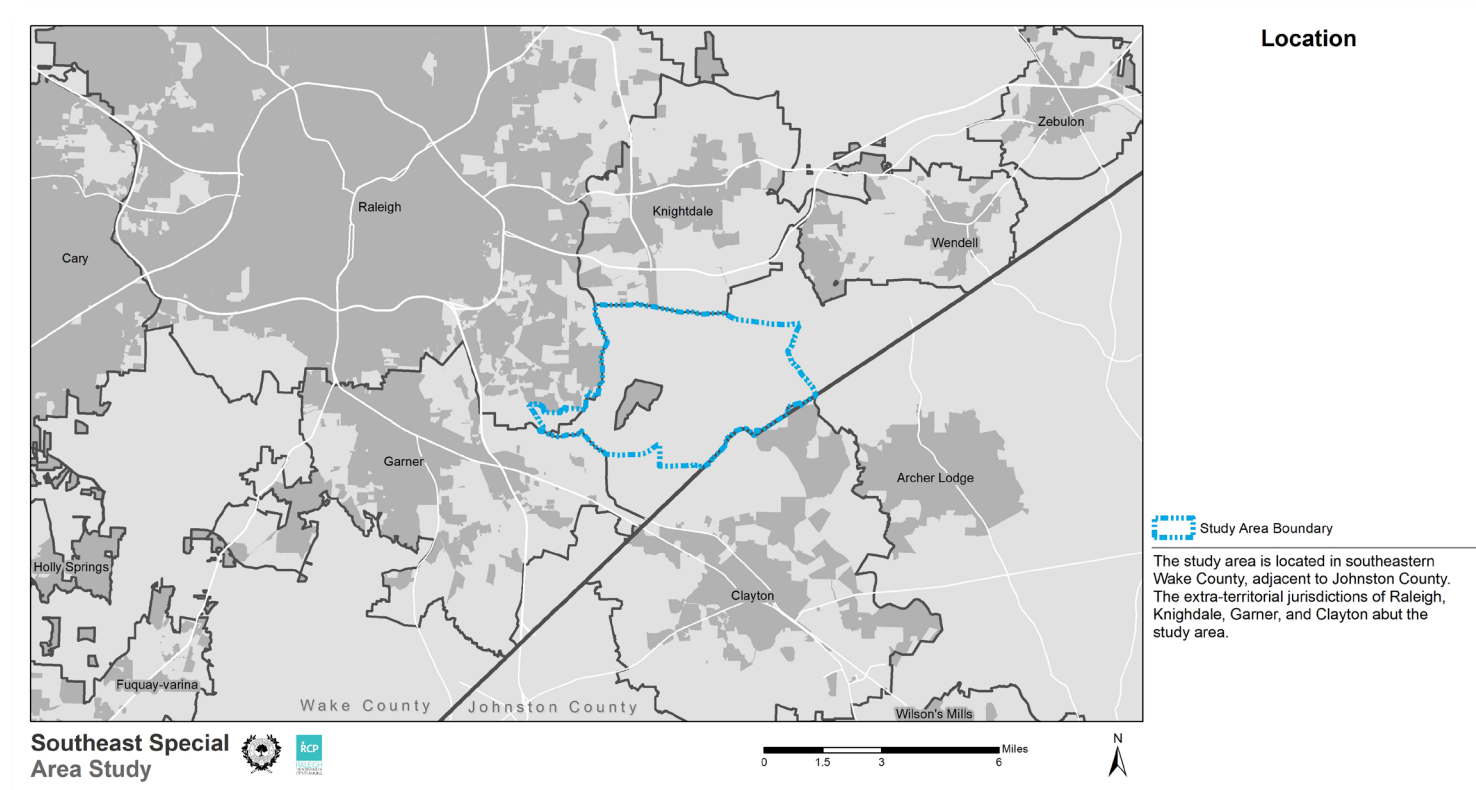 Location
Zebulon
Raleigh
Knightdale
Wendell
Cary
Garner
Archer Lodge
Holly Springs
Clayton
Fuquay-varina
Wake County
Johnston County
Wilson's Mills
Study Area Boundary
The study area is located in southeastern
Wake County, adjacent to Johnston County.
The extra-territorial jurisdictions of Raleigh,
Knighdale, Garner, and Clayton abut the
study area.
Southeast Special
Area Study
RCP
RALEIGH
N
Miles
0 1.5 3 6